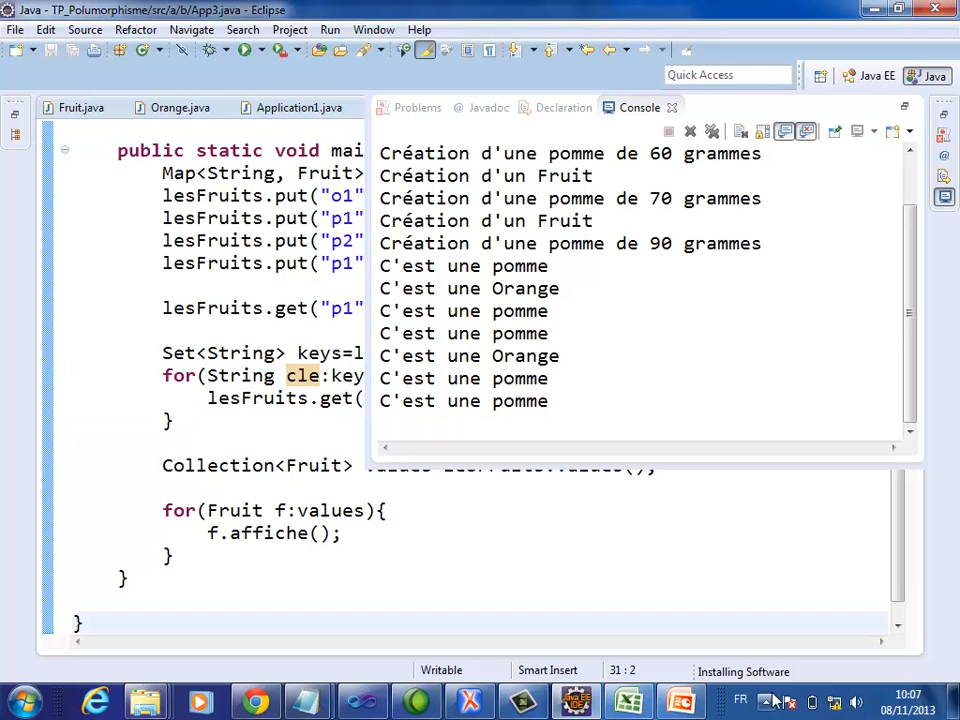 Java - TP_Polumorphisme/src/a/b/App3.java - Eclipse
File Edit Source Refactor Navigate Search Project Run Window Help
Quick Access
Java EE
Java
Fruit.java
Orange.java
Application1.java
Problems
Javadoc
Declaration
Console
public static void mai
Map<String, Fruit>
lesFruits.put("o1"
lesFruits.put("p1"
lesFruits.put("p2"
lesFruits.put("p1"
lesFruits.get("p1"
Set<String> keys=l
for(String cle:key
lesFruits.get(
}
Collection<Fruit>
for(Fruit f:values){
f.affiche();
}
}
}
Création d'une pomme de 60 grammes
Création d'un Fruit
Création d'une pomme de 70 grammes
Création d'un Fruit
Création d'une pomme de 90 grammes
C'est une pomme
C'est une Orange
C'est une pomme
C'est une pomme
C'est une Orange
C'est une pomme
C'est une pomme
Writable
Smart Insert
31 : 2
Installing Software
FR
10:07
08/11/2013